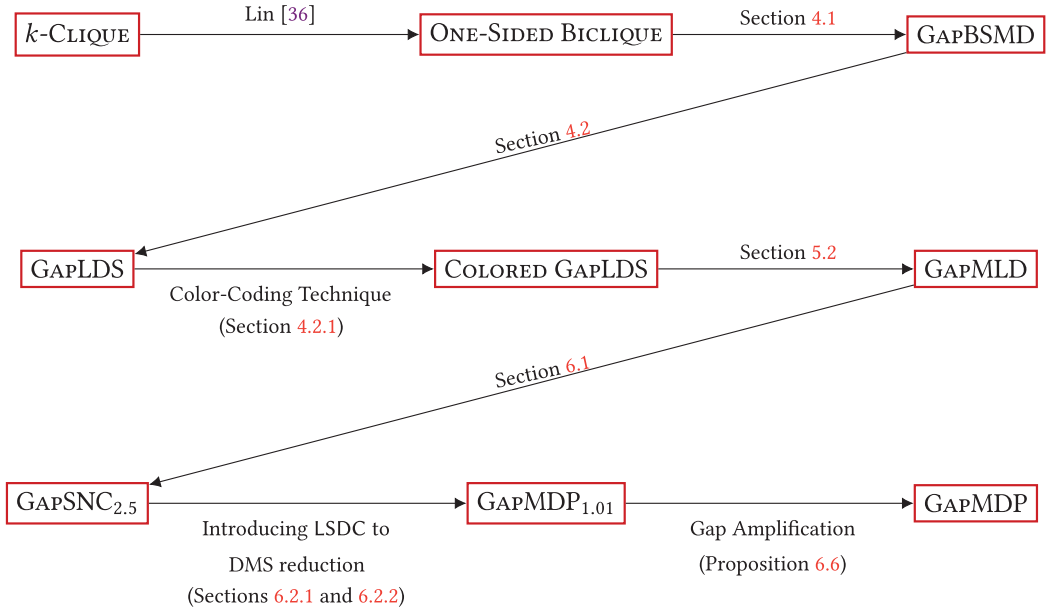 Lin [36]
Section 4.1
k-Clique
One-Sided Biclique
GapBSMD
Section 4.2
Section 5.2
GapLDS
Colored GapLDS
GapMLD
Color-Coding Technique
(Section 4.2.1)
Section 6.1
GapSNC2.5
GapMDP1.01
GapMDP
Introducing LSDC to
DMS reduction
(Sections 6.2.1 and 6.2.2)
Gap Amplification
(Proposition 6.6)